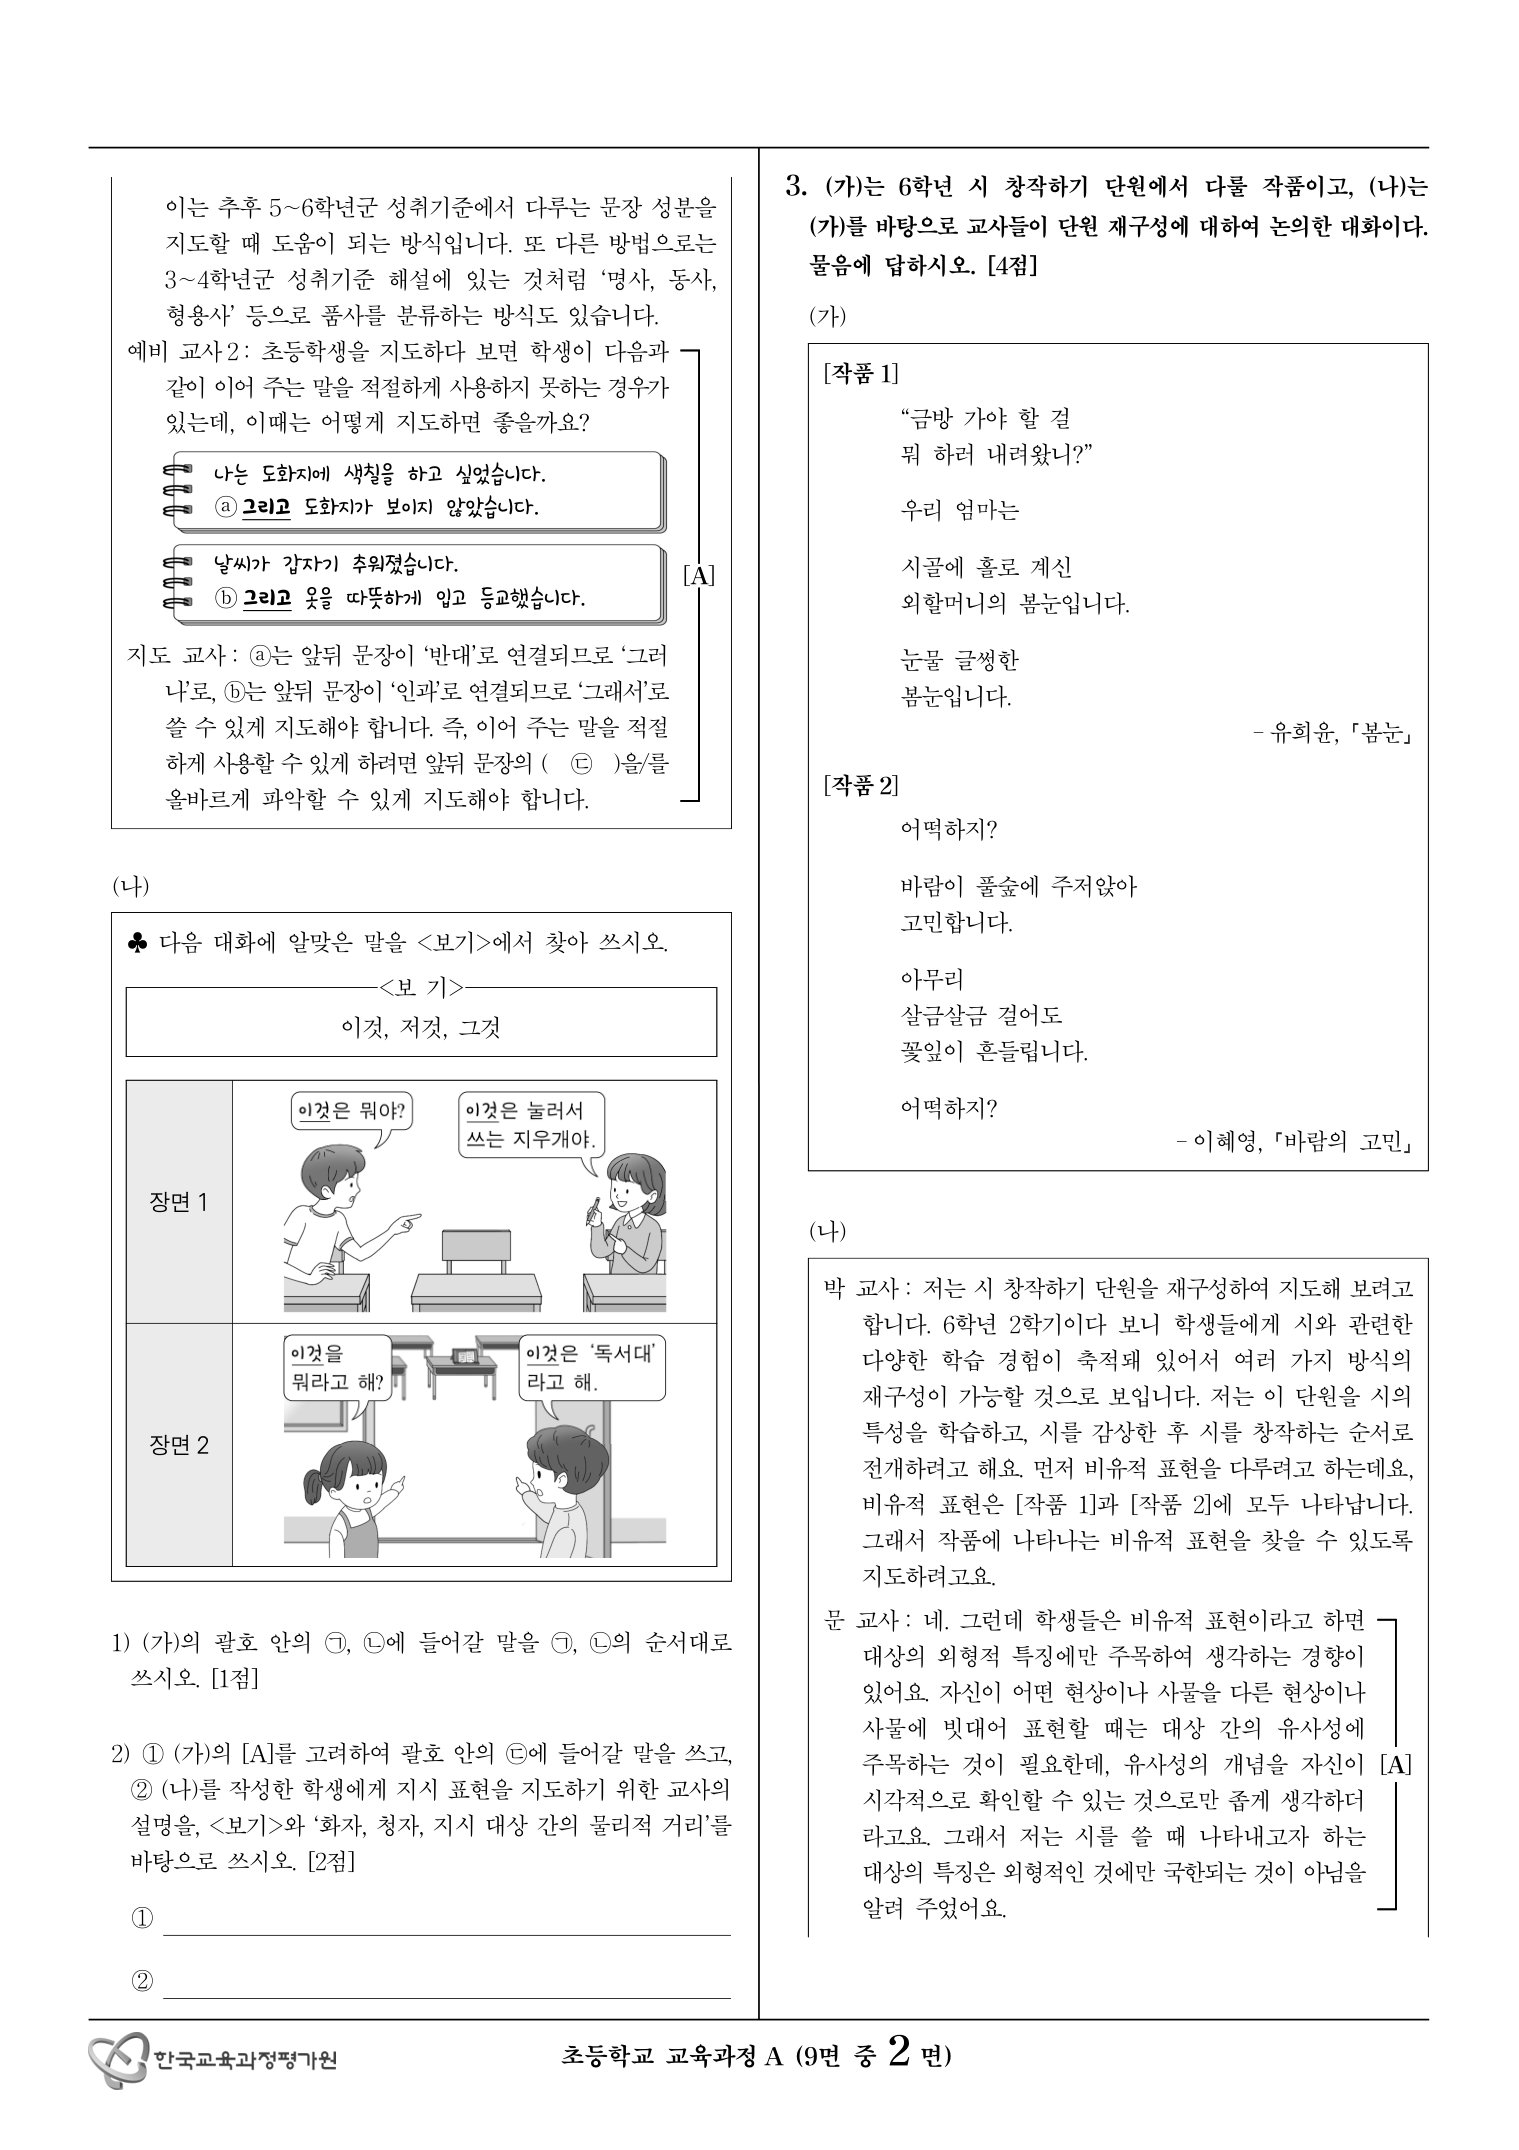 이는 추후 5~6학년군 성취기준에서 다루는 문장 성분을
지도할 때 도움이 되는 방식입니다. 또 다른 방법으로는
3~4학년군 성취기준 해설에 있는 것처럼 ‘명사, 동사,
형용사’ 등으로 품사를 분류하는 방식도 있습니다.
예비 교사 2 : 초등학생을 지도하다 보면 학생이 다음과
같이 이어 주는 말을 적절하게 사용하지 못하는 경우가
있는데, 이때는 어떻게 지도하면 좋을까요?
나는 도화지에 색칠을 하고 싶었습니다.
ⓐ 그리고 도화지가 보이지 않았습니다.
날씨가 갑자기 추워졌습니다.
ⓑ 그리고 옷을 따뜻하게 입고 등교했습니다.
[A]
지도 교사 : ⓐ는 앞뒤 문장이 ‘반대’로 연결되므로 ‘그러
나’로, ⓑ는 앞뒤 문장이 ‘인과’로 연결되므로 ‘그래서’로
쓸 수 있게 지도해야 합니다. 즉, 이어 주는 말을 적절
하게 사용할 수 있게 하려면 앞뒤 문장의 ( ㉢ )을/를
올바르게 파악할 수 있게 지도해야 합니다.
(나)
♣ 다음 대화에 알맞은 말을 <보기>에서 찾아 쓰시오.
<보 기>
이것, 저것, 그것
장면 1
이것은 뭐야?
이것은 눌러서
쓰는 지우개야.
장면 2
이것을
뭐라고 해?
이것은 ‘독서대’
라고 해.
1) (가)의 괄호 안의 ㉠, ㉡에 들어갈 말을 ㉠, ㉡의 순서대로
쓰시오. [1점]
2) ① (가)의 [A]를 고려하여 괄호 안의 ㉢에 들어갈 말을 쓰고,
② (나)를 작성한 학생에게 지시 표현을 지도하기 위한 교사의
설명을, <보기>와 ‘화자, 청자, 지시 대상 간의 물리적 거리’를
바탕으로 쓰시오. [2점]
①
②
3. (가)는 6학년 시 창작하기 단원에서 다룰 작품이고, (나)는
(가)를 바탕으로 교사들이 단원 재구성에 대하여 논의한 대화이다.
물음에 답하시오. [4점]
(가)
[작품 1]
“금방 가야 할 걸
뭐 하러 내려왔니?”
우리 엄마는
시골에 홀로 계신
외할머니의 봄눈입니다.
눈물 글썽한
봄눈입니다.
- 유희윤, 「봄눈」
[작품 2]
어떡하지?
바람이 풀숲에 주저앉아
고민합니다.
아무리
살금살금 걸어도
꽃잎이 흔들립니다.
어떡하지?
- 이혜영, 「바람의 고민」
(나)
박 교사 : 저는 시 창작하기 단원을 재구성하여 지도해 보려고
합니다. 6학년 2학기이다 보니 학생들에게 시와 관련한
다양한 학습 경험이 축적돼 있어서 여러 가지 방식의
재구성이 가능할 것으로 보입니다. 저는 이 단원을 시의
특성을 학습하고, 시를 감상한 후 시를 창작하는 순서로
전개하려고 해요. 먼저 비유적 표현을 다루려고 하는데요,
비유적 표현은 [작품 1]과 [작품 2]에 모두 나타납니다.
그래서 작품에 나타나는 비유적 표현을 찾을 수 있도록
지도하려고요.
문 교사 : 네. 그런데 학생들은 비유적 표현이라고 하면
대상의 외형적 특징에만 주목하여 생각하는 경향이
있어요. 자신이 어떤 현상이나 사물을 다른 현상이나
사물에 빗대어 표현할 때는 대상 간의 유사성에
주목하는 것이 필요한데, 유사성의 개념을 자신이
시각적으로 확인할 수 있는 것으로만 좁게 생각하더
라고요. 그래서 저는 시를 쓸 때 나타내고자 하는
대상의 특징은 외형적인 것에만 국한되는 것이 아님을
알려 주었어요.
[A]
한국교육과정평가원
초등학교 교육과정 A (9면 중 2 면)